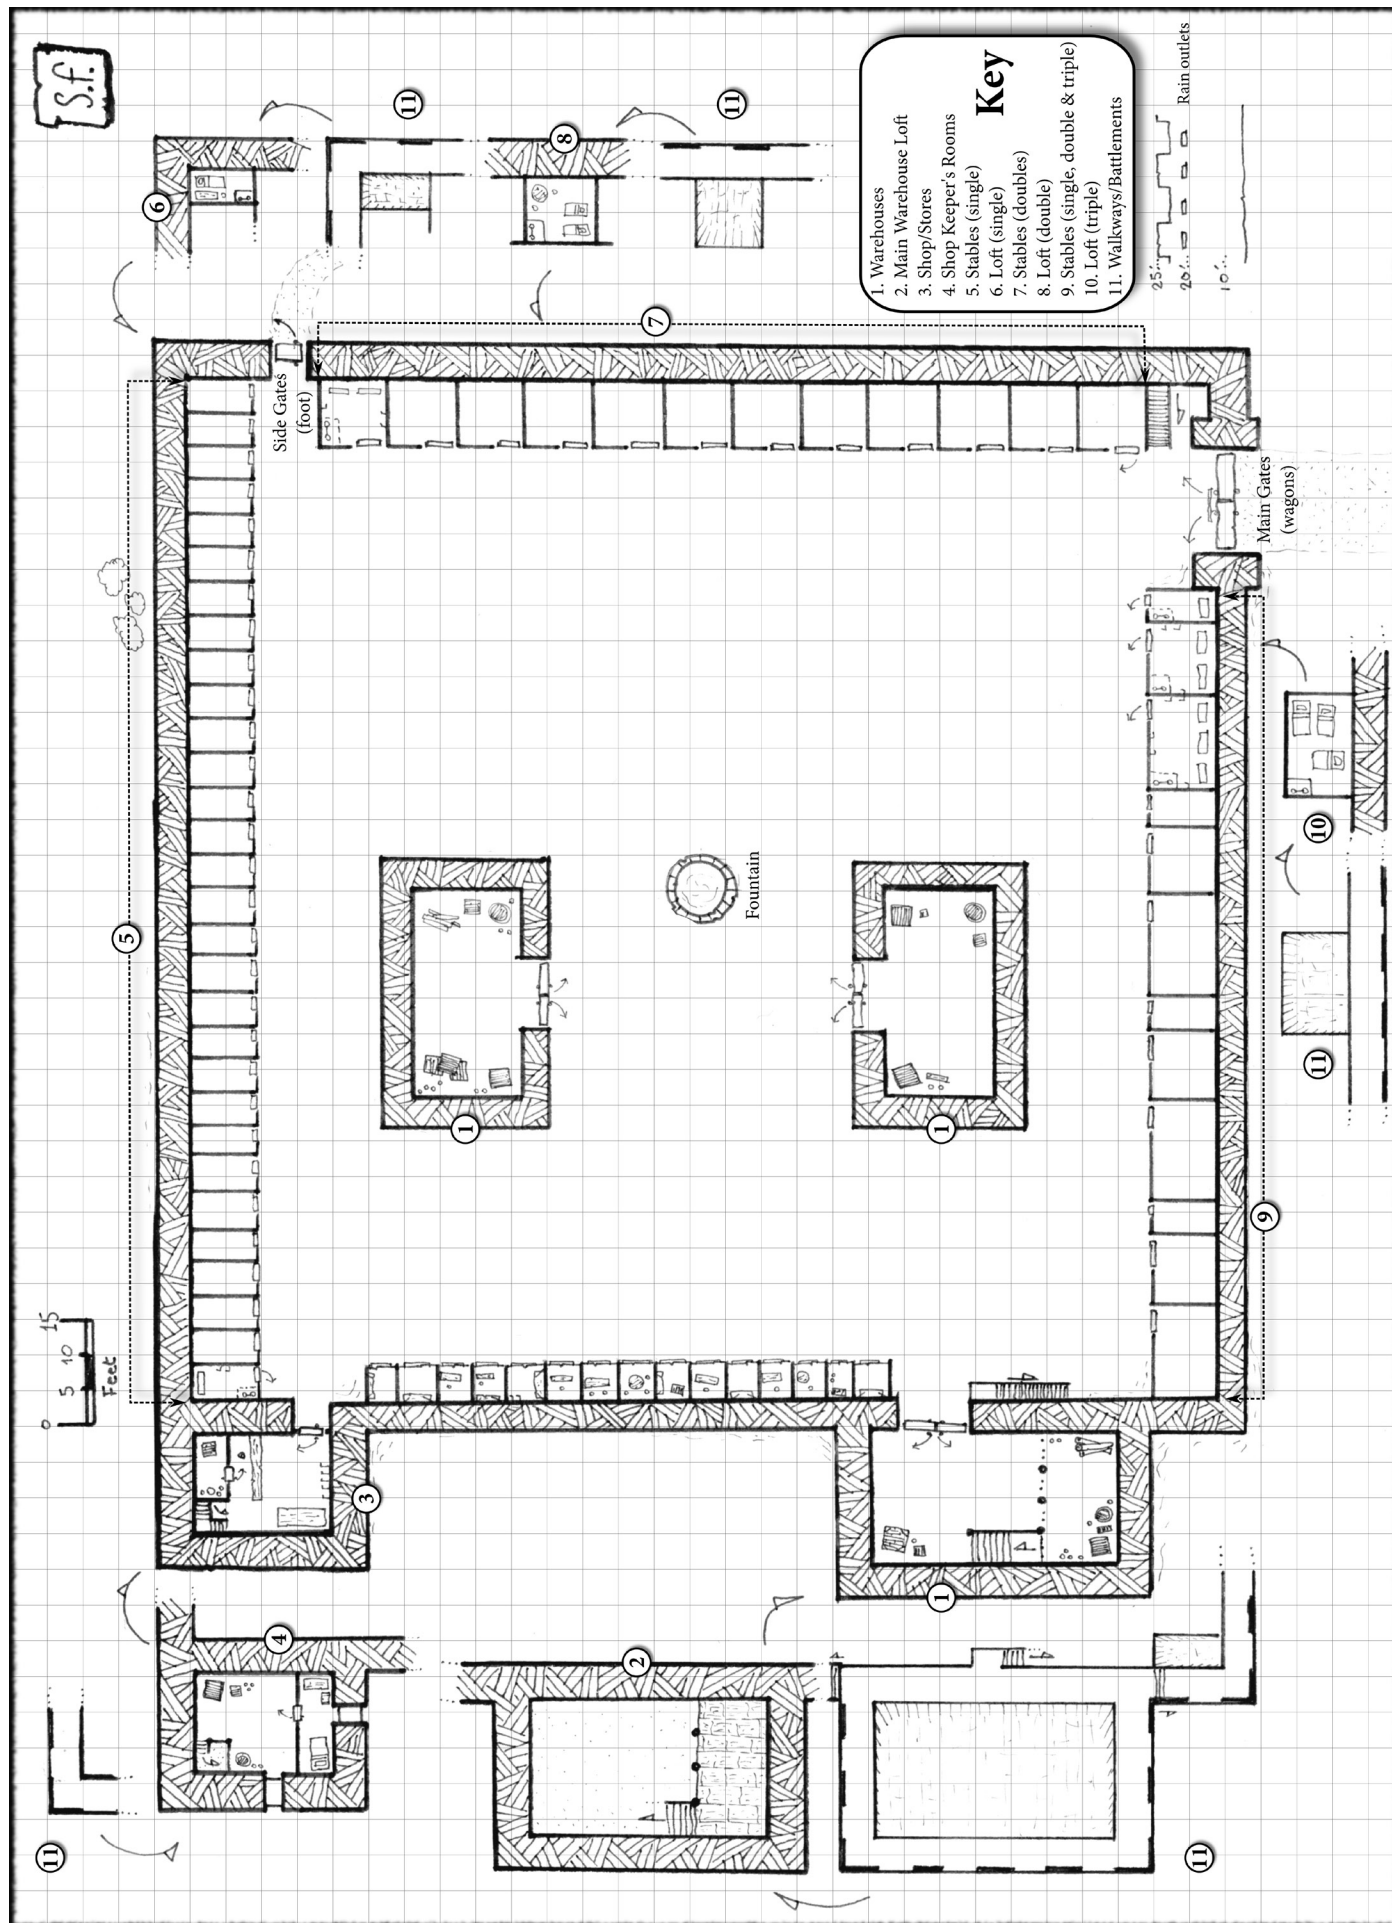 s.f.
0 5 10 15
Feet
5
6
Side Gates
(foot)
11
8
11
7
Key
1. Warehouses
2. Main Warehouse Loft
3. Shop/Stores
4. Shop Keeper's Rooms
5. Stables (single)
6. Loft (single)
7. Stables (doubles)
8. Loft (double)
9. Stables (single, double & triple)
10. Loft (triple)
11. Walkways/Battlements
25'..
20'..
10'..
Rain outlets
Main Gates
(wagons)
1
Fountain
1
3
4
2
1
9
10
11
11
11